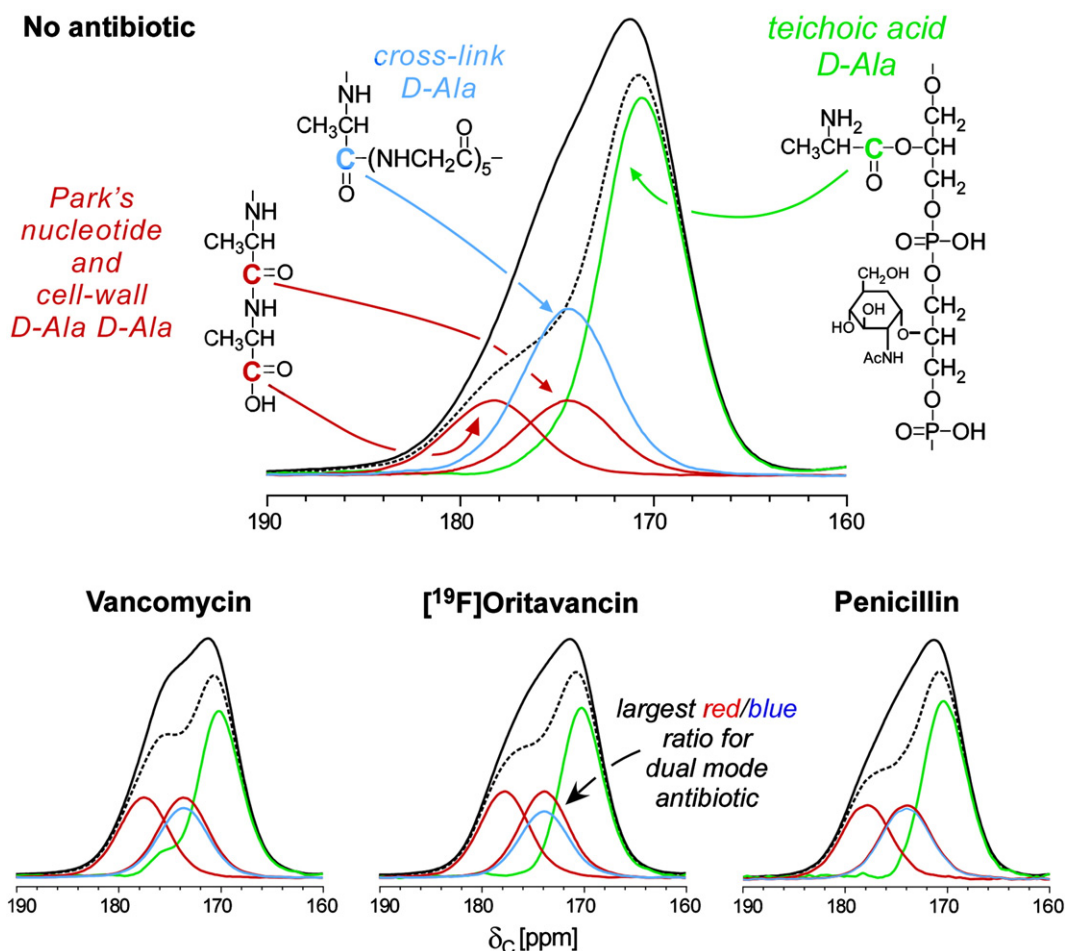 No antibiotic
cross-link
D-Ala
teichoic acid
D-Ala
Park's
nucleotide
and
cell-wall
D-Ala D-Ala
NH
CH₃CH
C=O
NH
CH₃CH
C=O
OH
NH
CH₃CH
C-(NHCH₂C)₅-
O
O
NH₂
CH₃CH-C-O-CH
O
O
CH₂
CH₂
O
O=P-OH
O
CH₂
CH₂OH
OH
HO
AcNH
O-CH
CH₂
O
O=P-OH
190 180 170 160
Vancomycin
[¹⁹F]Oritavancin
Penicillin
largest red/blue
ratio for
dual mode
antibiotic
190 180 170 160
190 180 170 160
190 180 170 160
δC [ppm]